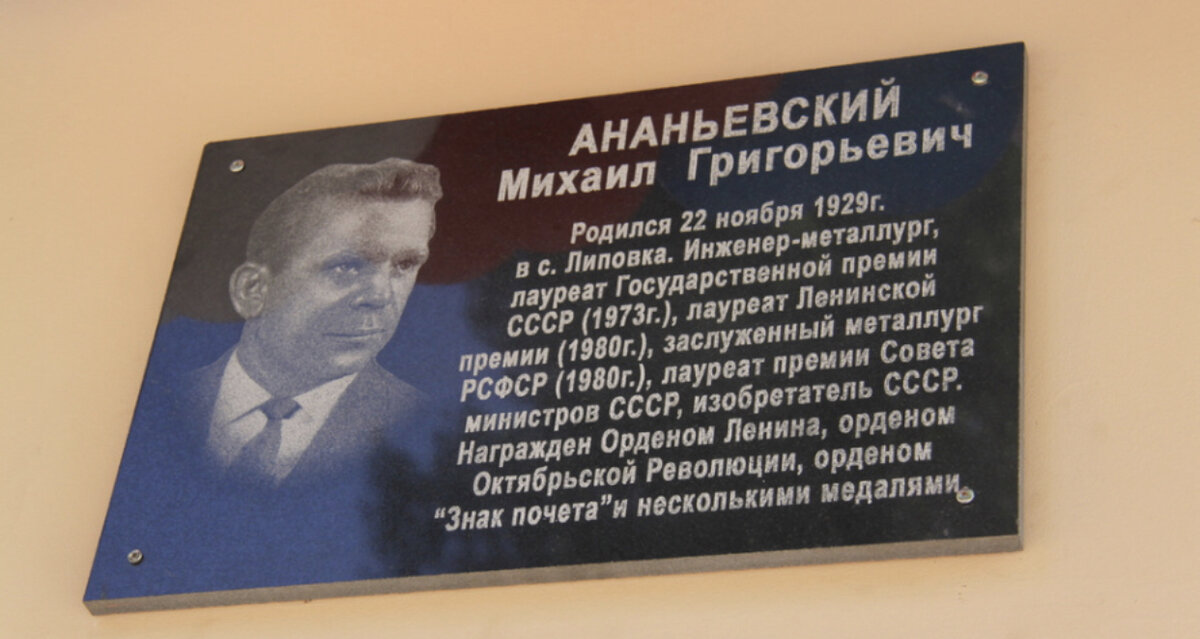 АНАНЬЕВСКИЙ
Михаил Григорьевич
Родился 22 ноября 1929г.
в с. Липовка. Инженер-металлург,
лауреат Государственной премии
СССР (1973г.), лауреат Ленинской
премии (1980г.), заслуженный металлург
РСФСР (1980г.), лауреат премии Совета
министров СССР, изобретатель СССР.
Награжден Орденом Ленина, орденом
Октябрьской Революции, орденом
“Знак почета”и несколькими медалями.